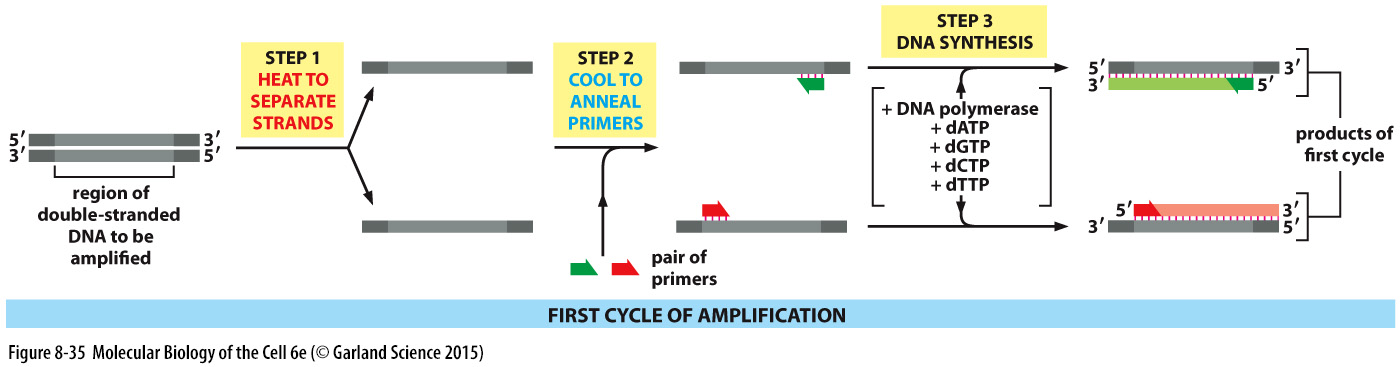 STEP 1
HEAT TO
SEPARATE
STRANDS
5′
3′
3′
5′
region of
double-stranded
DNA to be
amplified
STEP 2
COOL TO
ANNEAL
PRIMERS
pair of
primers
STEP 3
DNA SYNTHESIS
+ DNA polymerase
+ dATP
+ dGTP
+ dCTP
+ dTTP
5′
3′
3′
5′
5′
3′
3′
5′
products of
first cycle
FIRST CYCLE OF AMPLIFICATION
Figure 8-35 Molecular Biology of the Cell 6e (© Garland Science 2015)